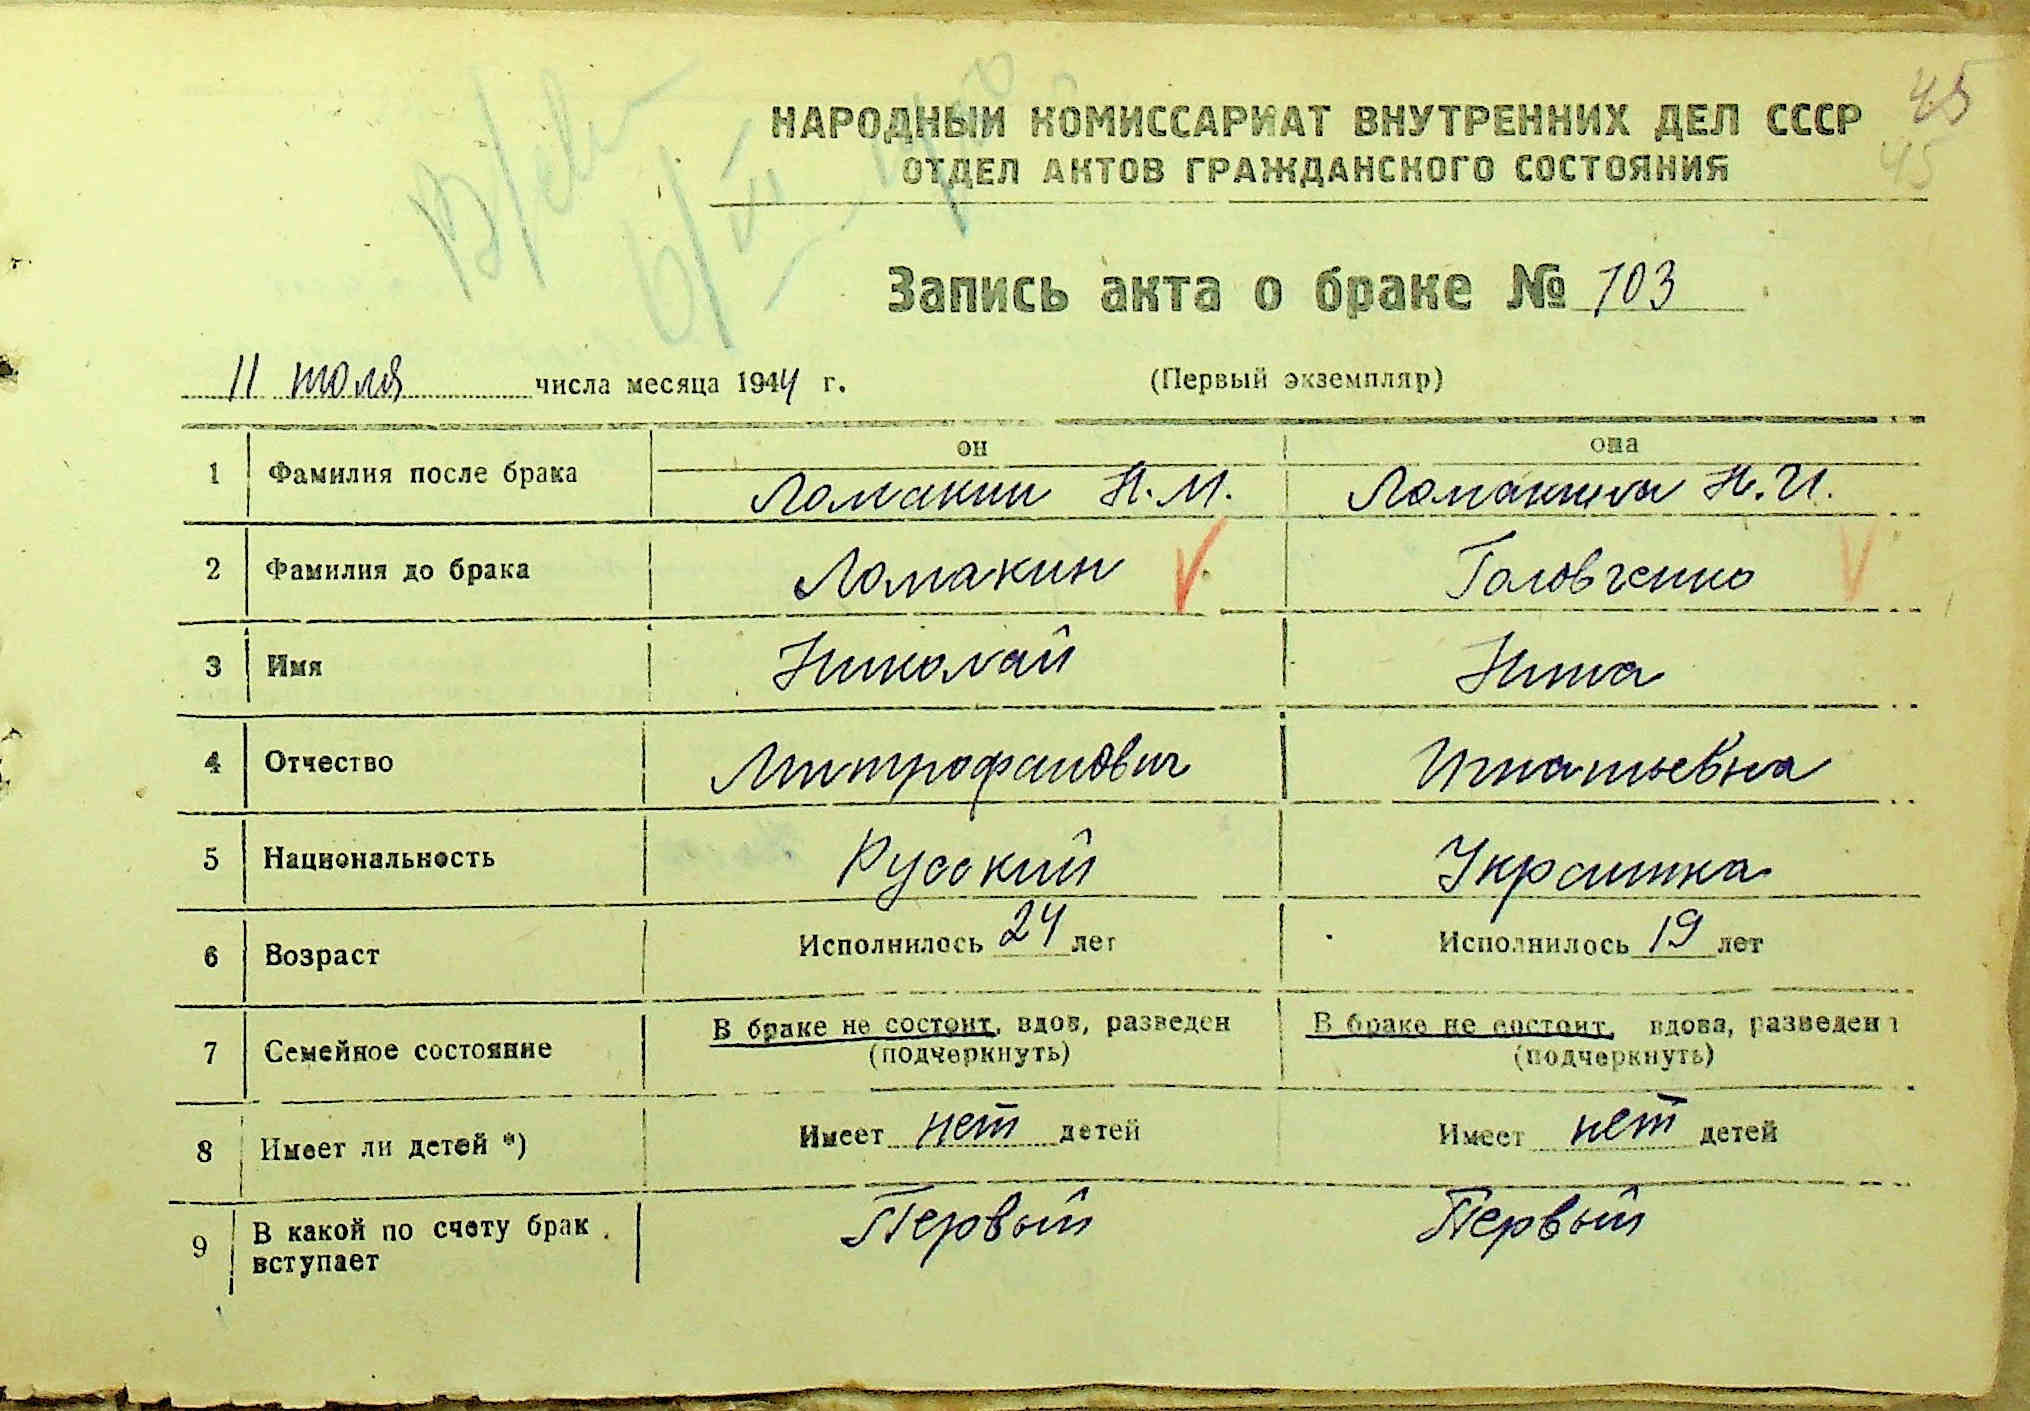 45
НАРОДНЫЙ КОМИССАРИАТ ВНУТРЕННИХ ДЕЛ СССР
45
ОТДЕЛ АКТОВ ГРАЖДАНСКОГО СОСТОЯНИЯ
Запись акта о браке № 103
11 июля числа месяца 1944 г. (Первый экземпляр)
он она
1 Фамилия после брака Ломакин Н.М. Ломакина Н.И.
2 Фамилия до брака Ломакин Головченко
3 Имя Николай Нина
4 Отчество Митрофанович Игнатьевна
5 Национальность Русский Украинка
6 Возраст Исполнилось 24 лет Исполнилось 19 лет
7 Семейное состояние В браке не состоит, вдов, разведен (подчеркнуть) В браке не состоит, вдова, разведена (подчеркнуть)
8 Имеет ли детей *) Имеет нет детей Имеет нет детей
9 В какой по счету брак вступает Первый Первый